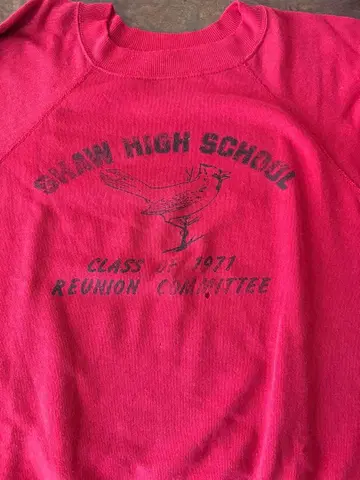 SHAW HIGH SCHOOL
CLASS OF 1971
REUNION COMMITTEE